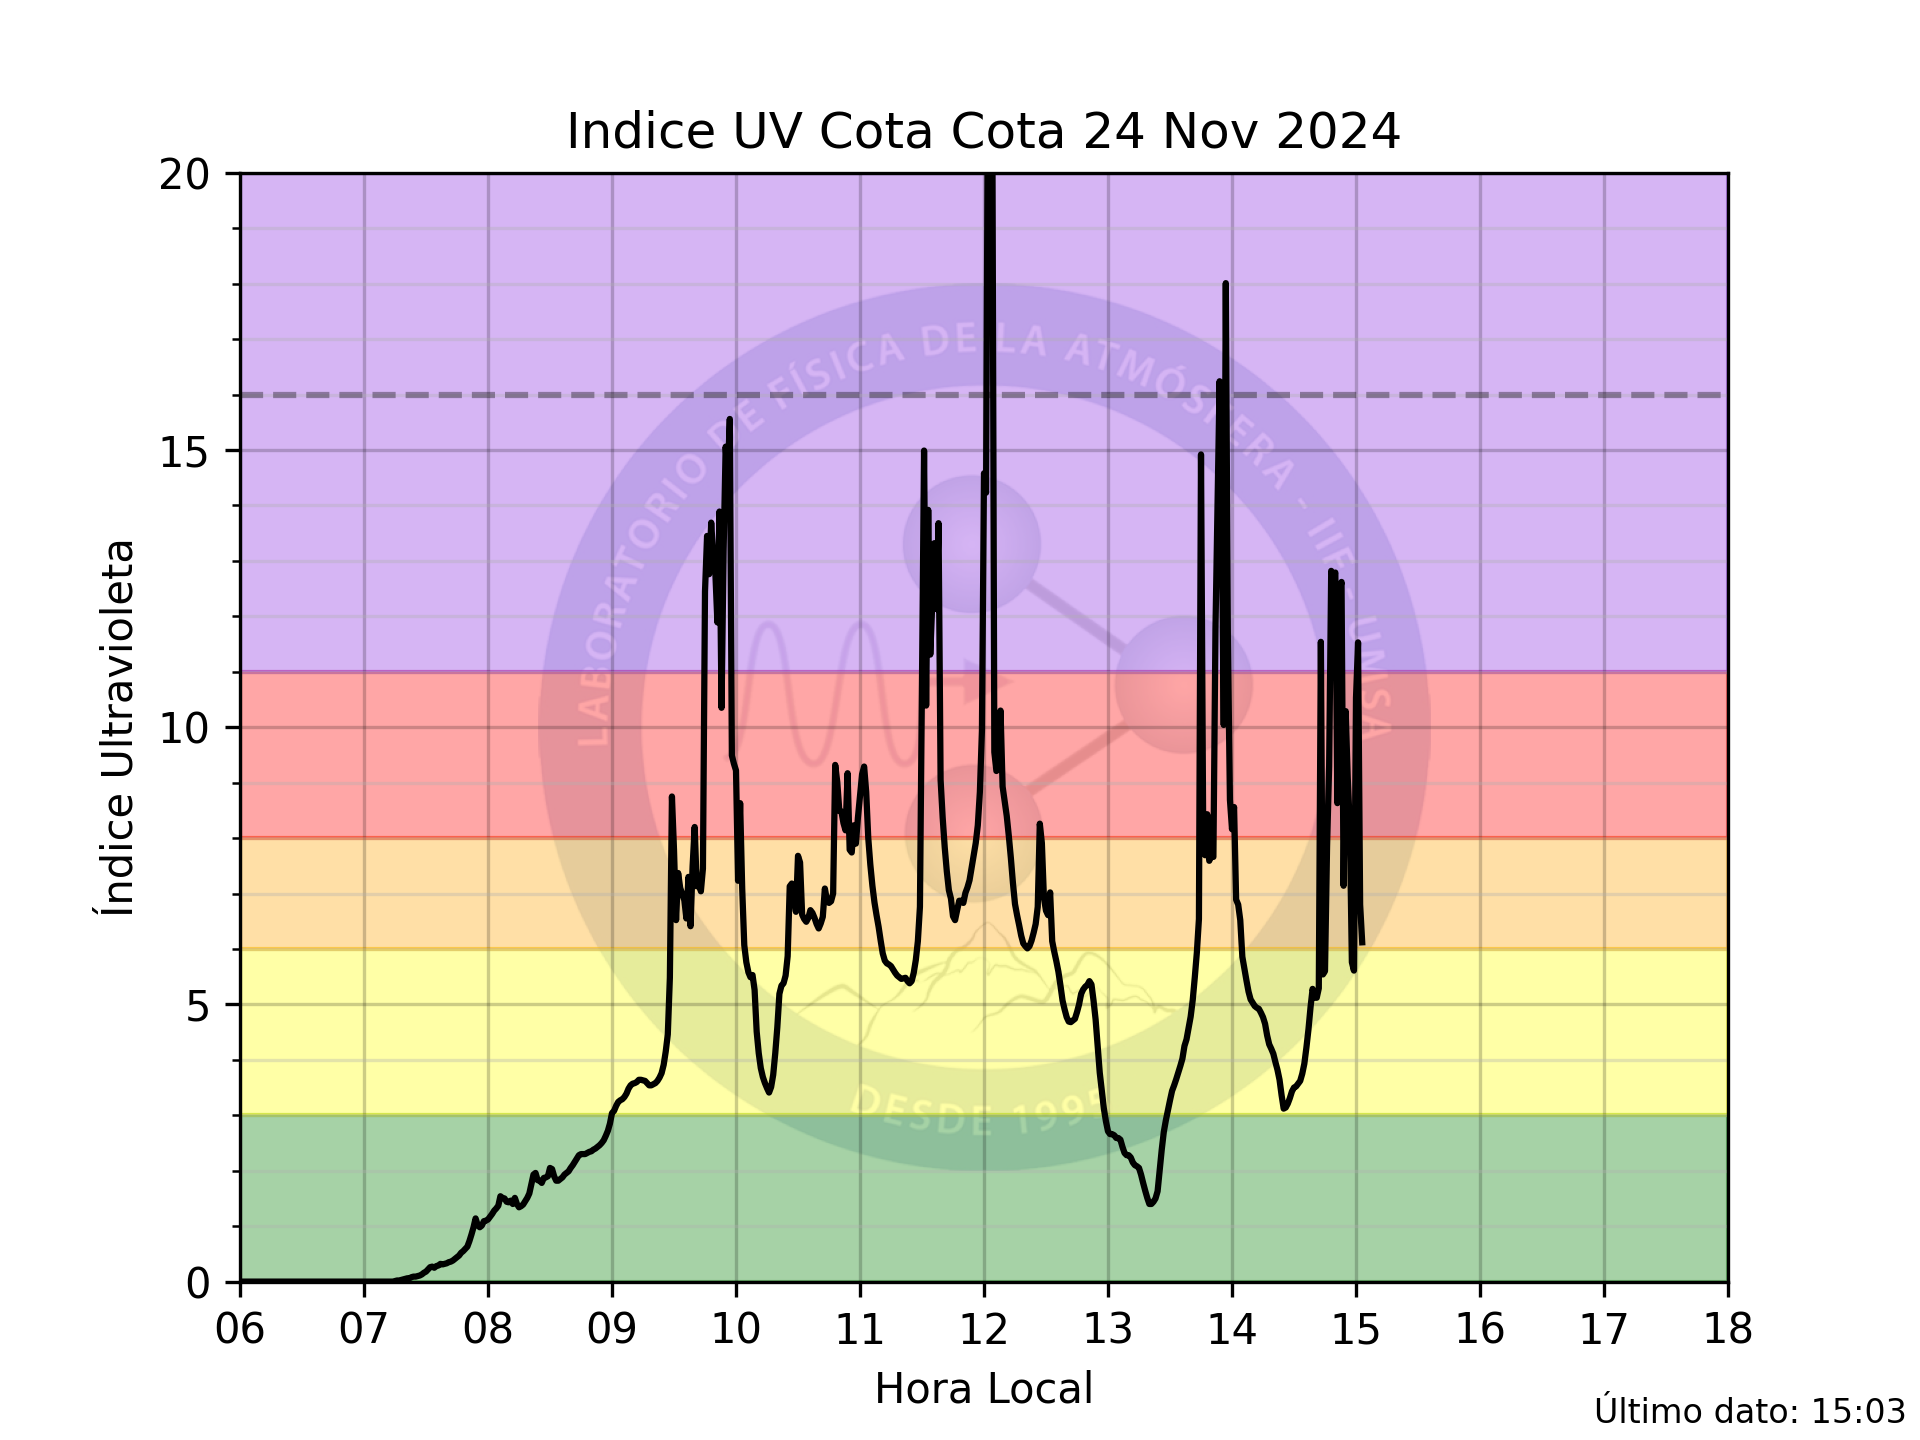 Indice UV Cota Cota 24 Nov 2024
20
15
10
5
0
Índice Ultravioleta
LABORATORIO DE FÍSICA DE LA ATMÓSFERA - IIF - UMSA
DESDE 1995
06 07 08 09 10 11 12 13 14 15 16 17 18
Hora Local
Último dato: 15:03